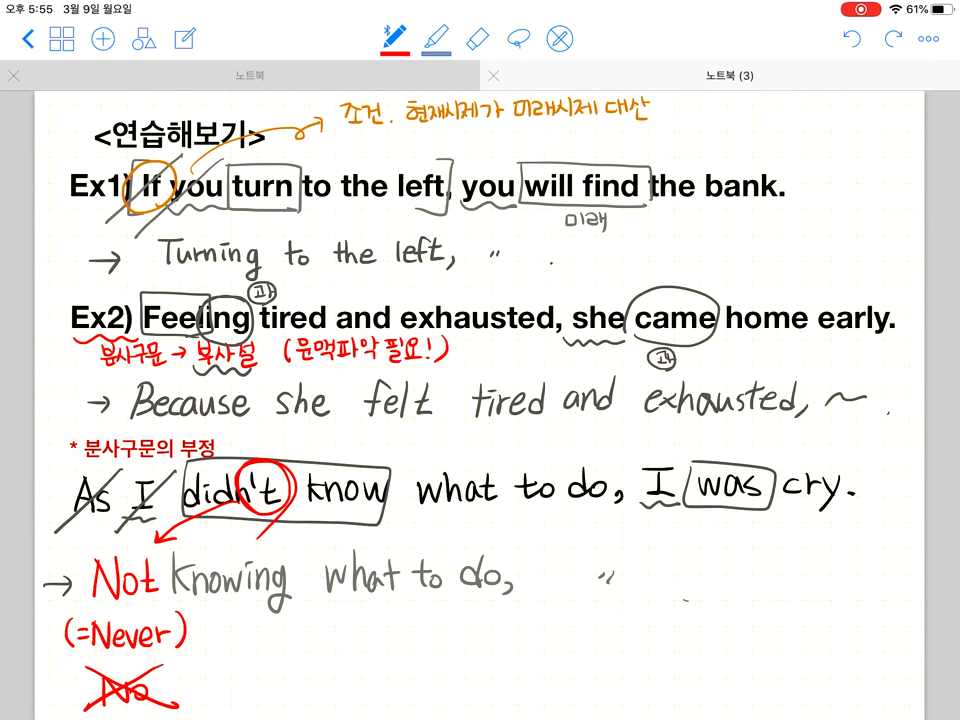 오후 5:55 3월 9일 월요일 61%
노트북 노트북 (3)
조건. 현재시제가 미래시제 대신
<연습해보기>
Ex1) If you turn to the left, you will find the bank.
미래
→ Turning to the left, 〃 .
과
Ex2) Feeling tired and exhausted, she came home early.
분사구문 → 부사절 (문맥파악 필요!)
과
→ Because she felt tired and exhausted, ~ .
* 분사구문의 부정
As I didn't know what to do, I was cry.
→ Not knowing what to do, 〃 .
(=Never)
No